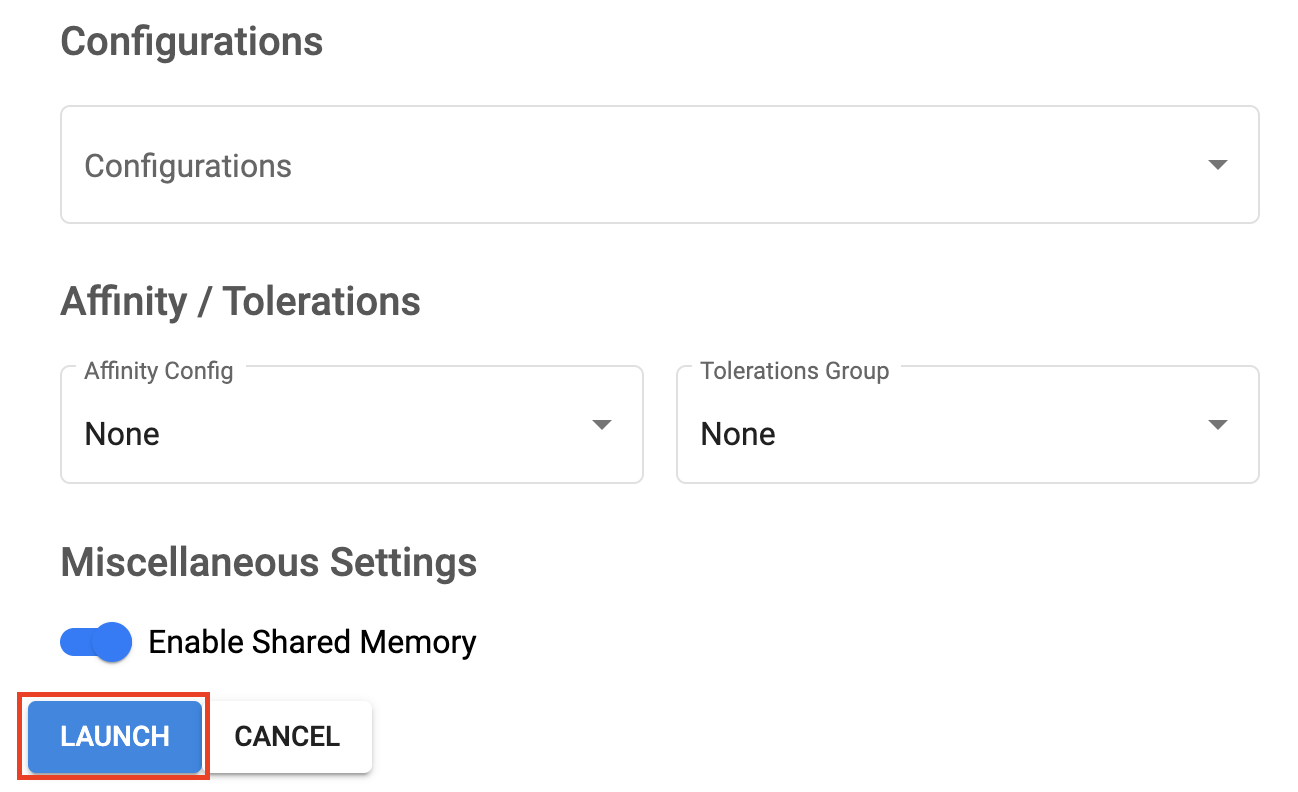 Configurations
Configurations
Affinity / Tolerations
Affinity Config
Tolerations Group
None
None
Miscellaneous Settings
Enable Shared Memory
LAUNCH
CANCEL